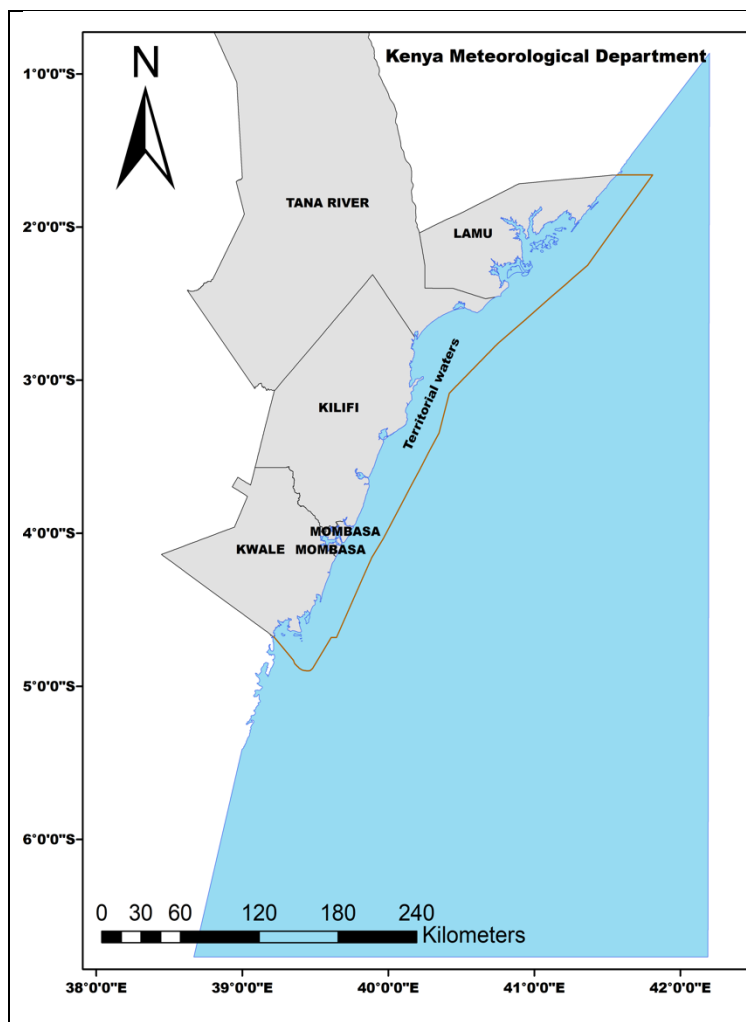 Kenya Meteorological Department
N
1°0'0"S
2°0'0"S
3°0'0"S
4°0'0"S
5°0'0"S
6°0'0"S
TANA RIVER
LAMU
Territorial waters
KILIFI
MOMBASA
KWALE MOMBASA
0 30 60 120 180 240
Kilometers
38°0'0"E 39°0'0"E 40°0'0"E 41°0'0"E 42°0'0"E